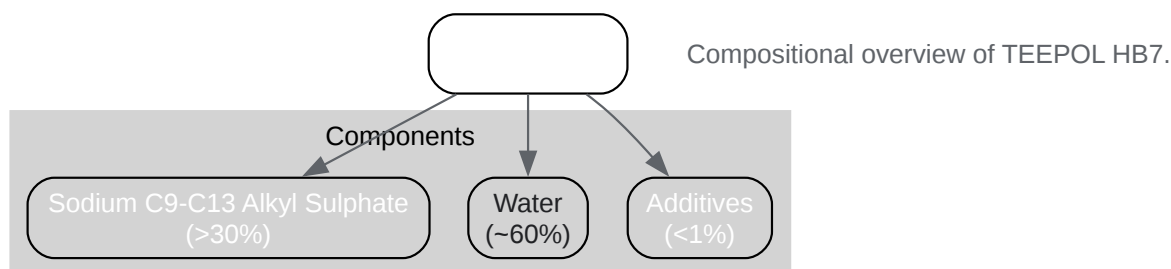 Compositional overview of TEEPOL HB7.
Components
Sodium C9-C13 Alkyl Sulphate
(>30%)
Water
(~60%)
Additives
(<1%)